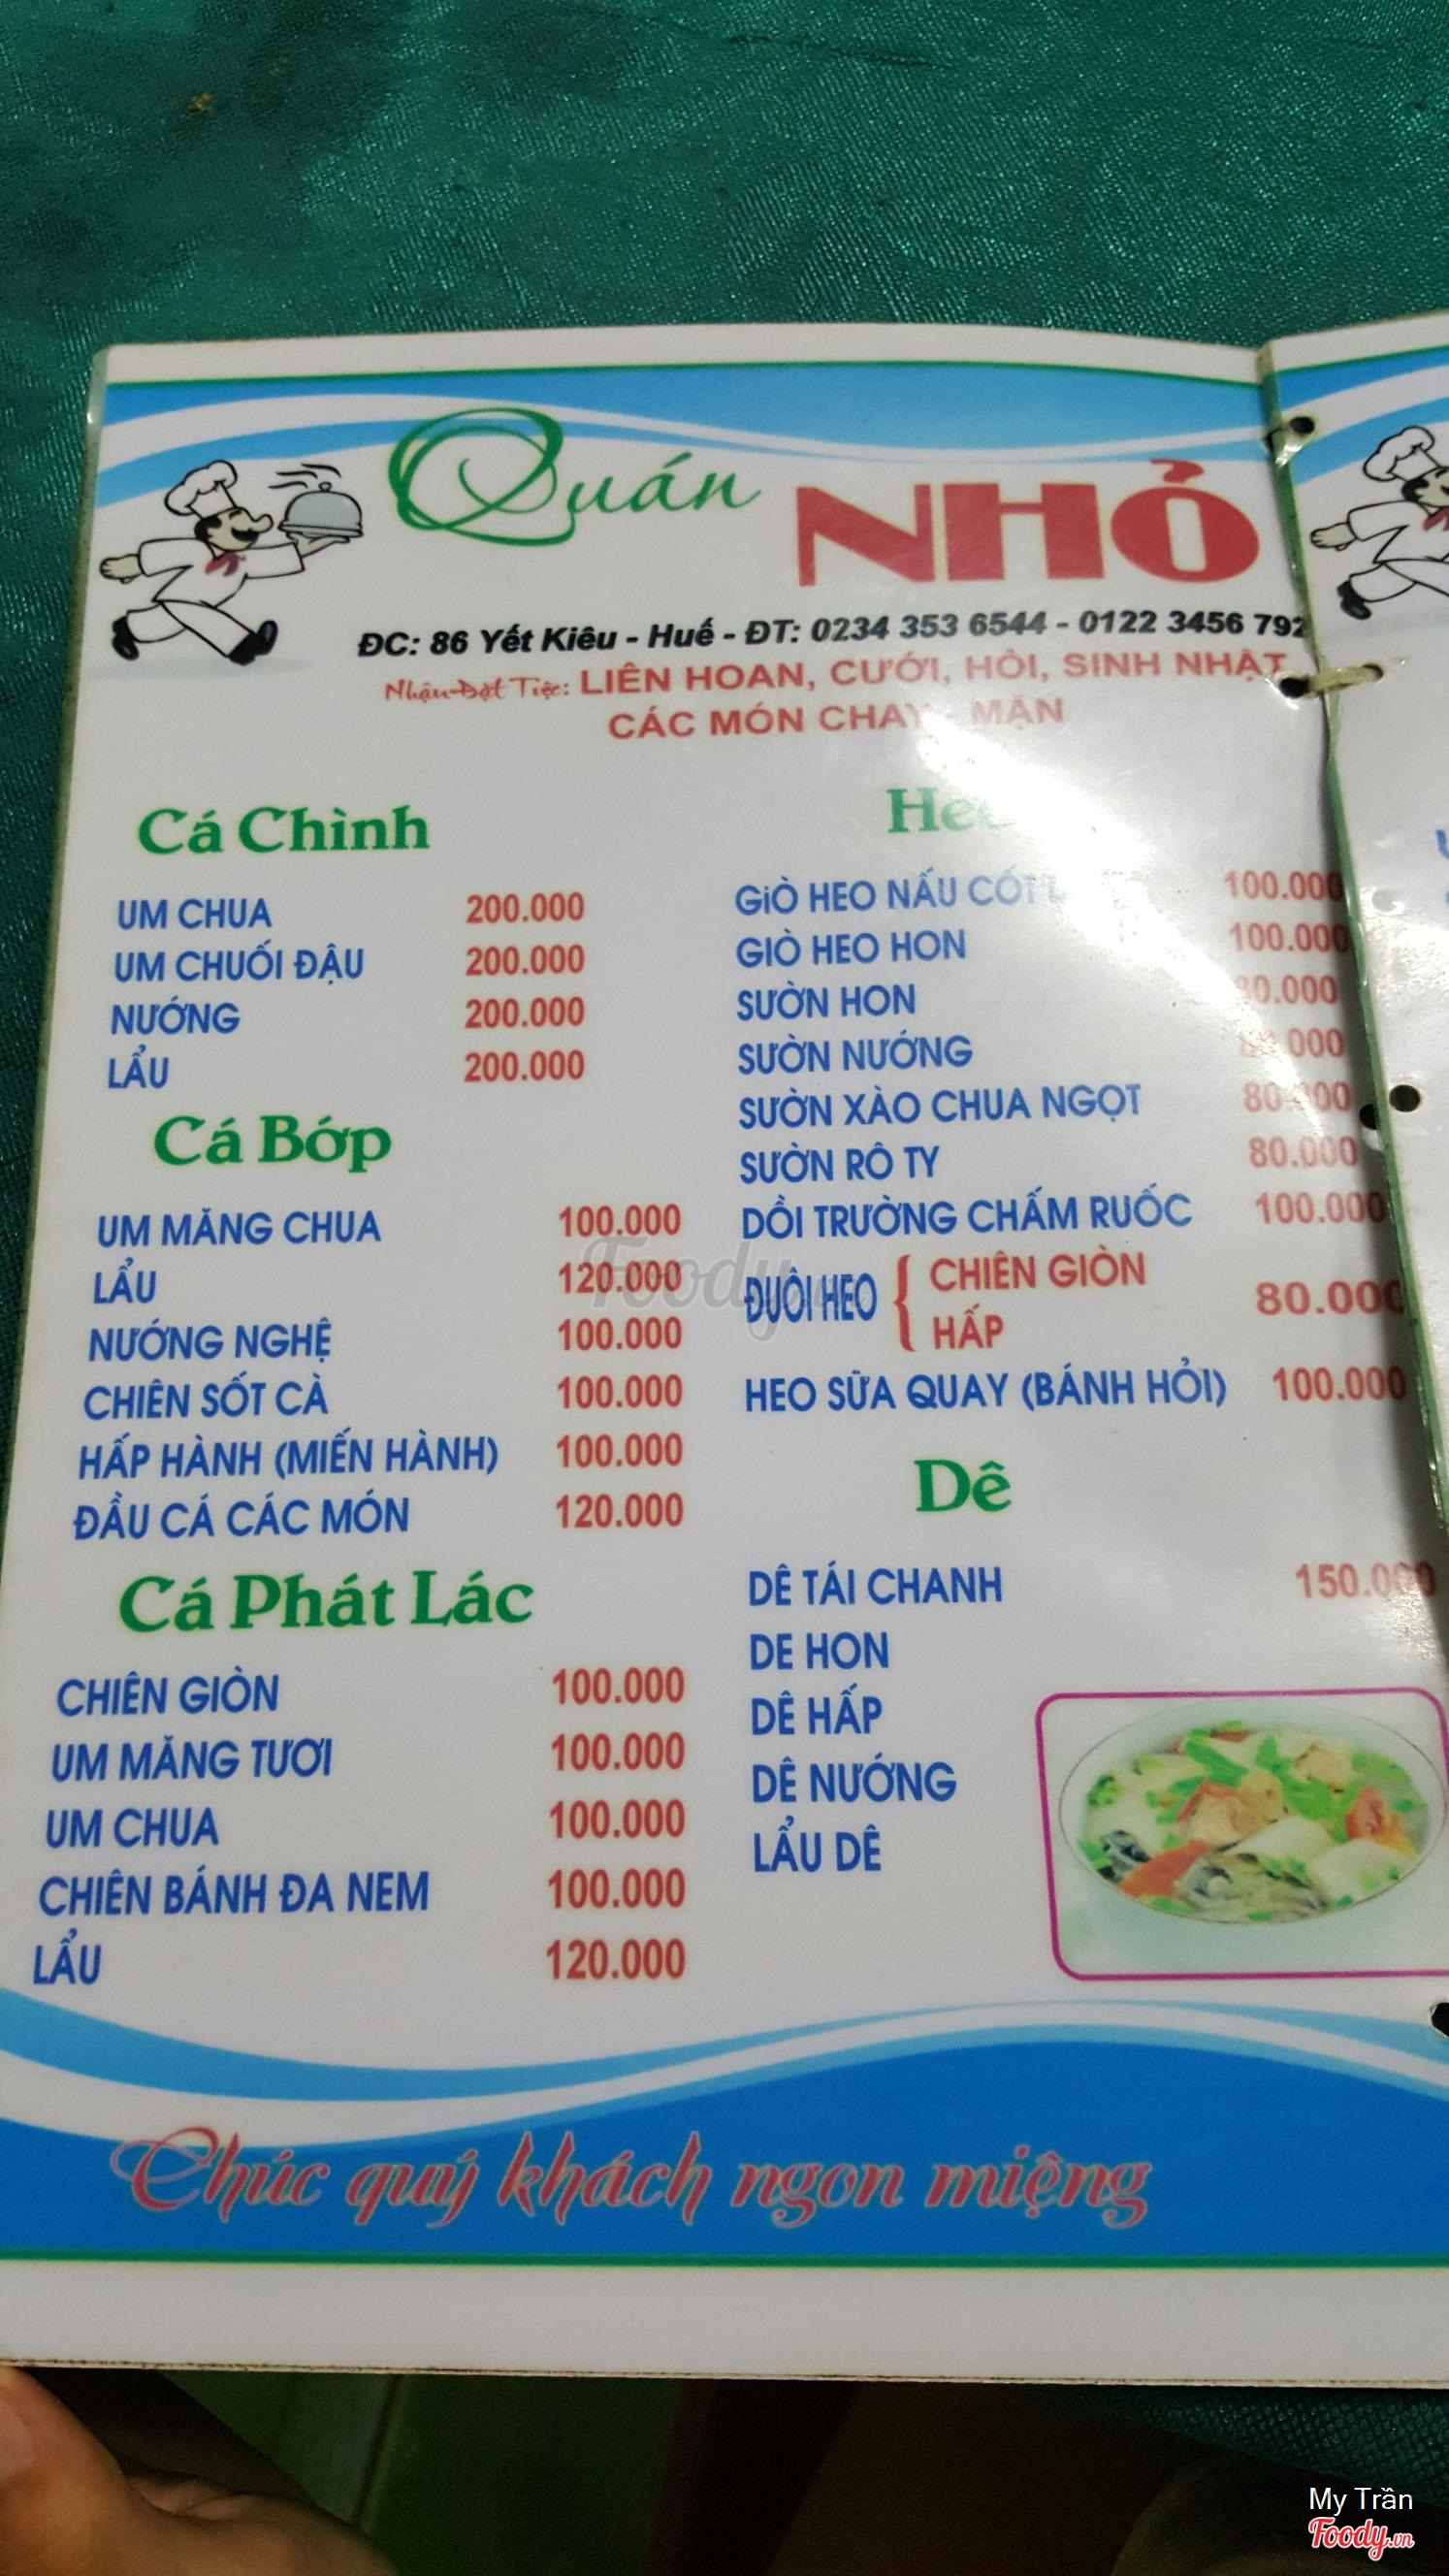 Quán NHỎ
ĐC: 86 Yết Kiêu - Huế - ĐT: 0234 353 6544 - 0122 3456 792
Nhận Đặt Tiệc: LIÊN HOAN, CƯỚI, HỎI, SINH NHẬT
CÁC MÓN CHAY - MẶN
Cá Chình
UM CHUA 200.000
UM CHUỐI ĐẬU 200.000
NƯỚNG 200.000
LẨU 200.000
Cá Bớp
UM MĂNG CHUA 100.000
LẨU 120.000
NƯỚNG NGHỆ 100.000
CHIÊN SỐT CÀ 100.000
HẤP HÀNH (MIẾN HÀNH) 100.000
ĐẦU CÁ CÁC MÓN 120.000
Cá Phát Lác
CHIÊN GIÒN 100.000
UM MĂNG TƯƠI 100.000
UM CHUA 100.000
CHIÊN BÁNH ĐA NEM 100.000
LẨU 120.000
Heo
GIÒ HEO NẤU 100.000
GIÒ HEO HON 100.000
SƯỜN HON
SƯỜN NƯỚNG
SƯỜN XÀO CHUA NGỌT 80.000
SƯỜN RÔ TY 80.000
DỒI TRƯỜNG CHẤM RUỐC 100.000
ĐUÔI HEO { CHIÊN GIÒN
HẤP 80.000
HEO SỮA QUAY (BÁNH HỎI) 100.000
Dê
DÊ TÁI CHANH 150.000
DE HON
DÊ HẤP
DÊ NƯỚNG
LẨU DÊ
Chúc quý khách ngon miệng
Foody.vn
My Trần
Foody.vn